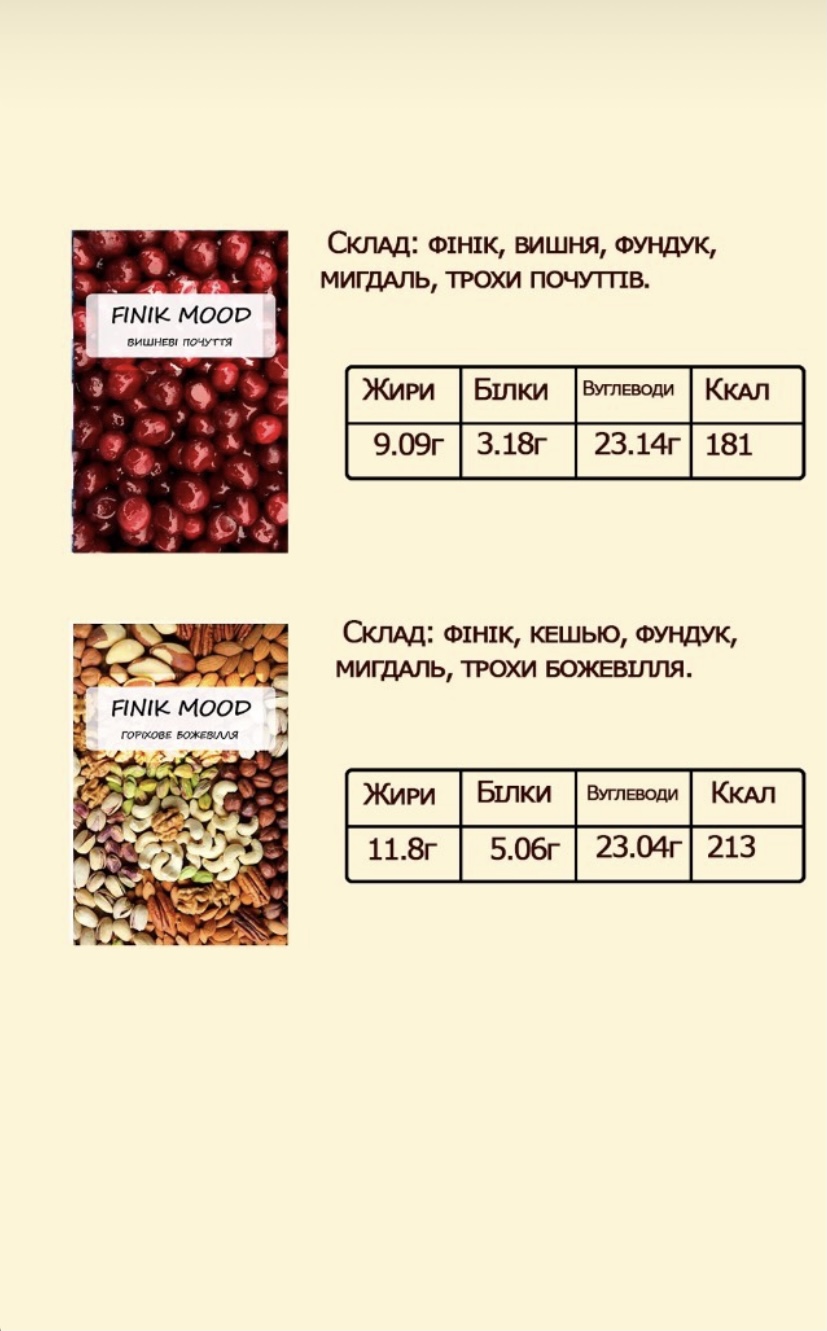 Склад: фінік, вишня, фундук,
мигдаль, трохи почуттів.
FINIK MOOD
вишневі почуття
Жири Білки Вуглеводи Ккал
9.09г 3.18г 23.14г 181
Склад: фінік, кешью, фундук,
мигдаль, трохи божевілля.
FINIK MOOD
горіхове божевілля
Жири Білки Вуглеводи Ккал
11.8г 5.06г 23.04г 213